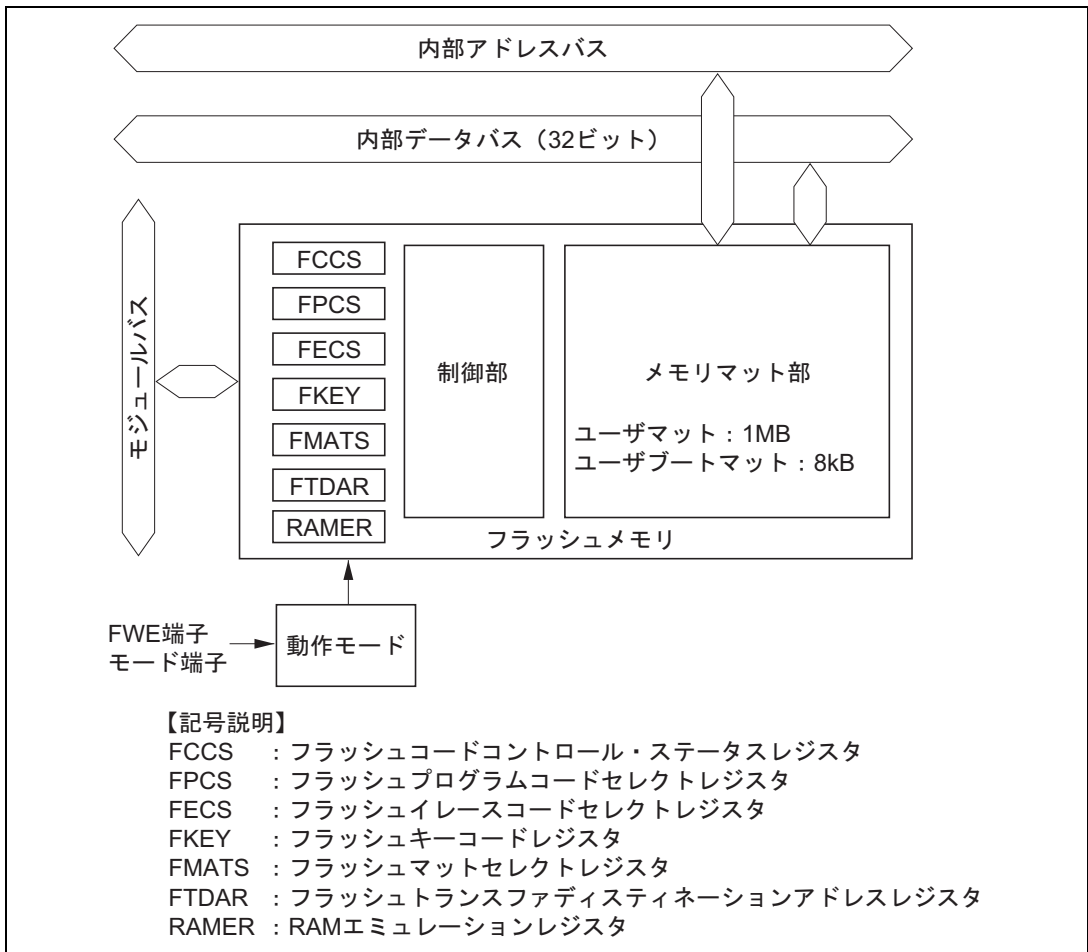 内部アドレスバス
内部データバス（32ビット）
モジュールバス
FCCS
FPCS
FECS
FKEY
FMATS
FTDAR
RAMER
制御部
メモリマット部
ユーザマット：1MB
ユーザブートマット：8kB
フラッシュメモリ
FWE端子
モード端子
動作モード
【記号説明】
FCCS ：フラッシュコードコントロール・ステータスレジスタ
FPCS ：フラッシュプログラムコードセレクトレジスタ
FECS ：フラッシュイレースコードセレクトレジスタ
FKEY ：フラッシュキーコードレジスタ
FMATS ：フラッシュマットセレクトレジスタ
FTDAR ：フラッシュトランスファディスティネーションアドレスレジスタ
RAMER ：RAMエミュレーションレジスタ